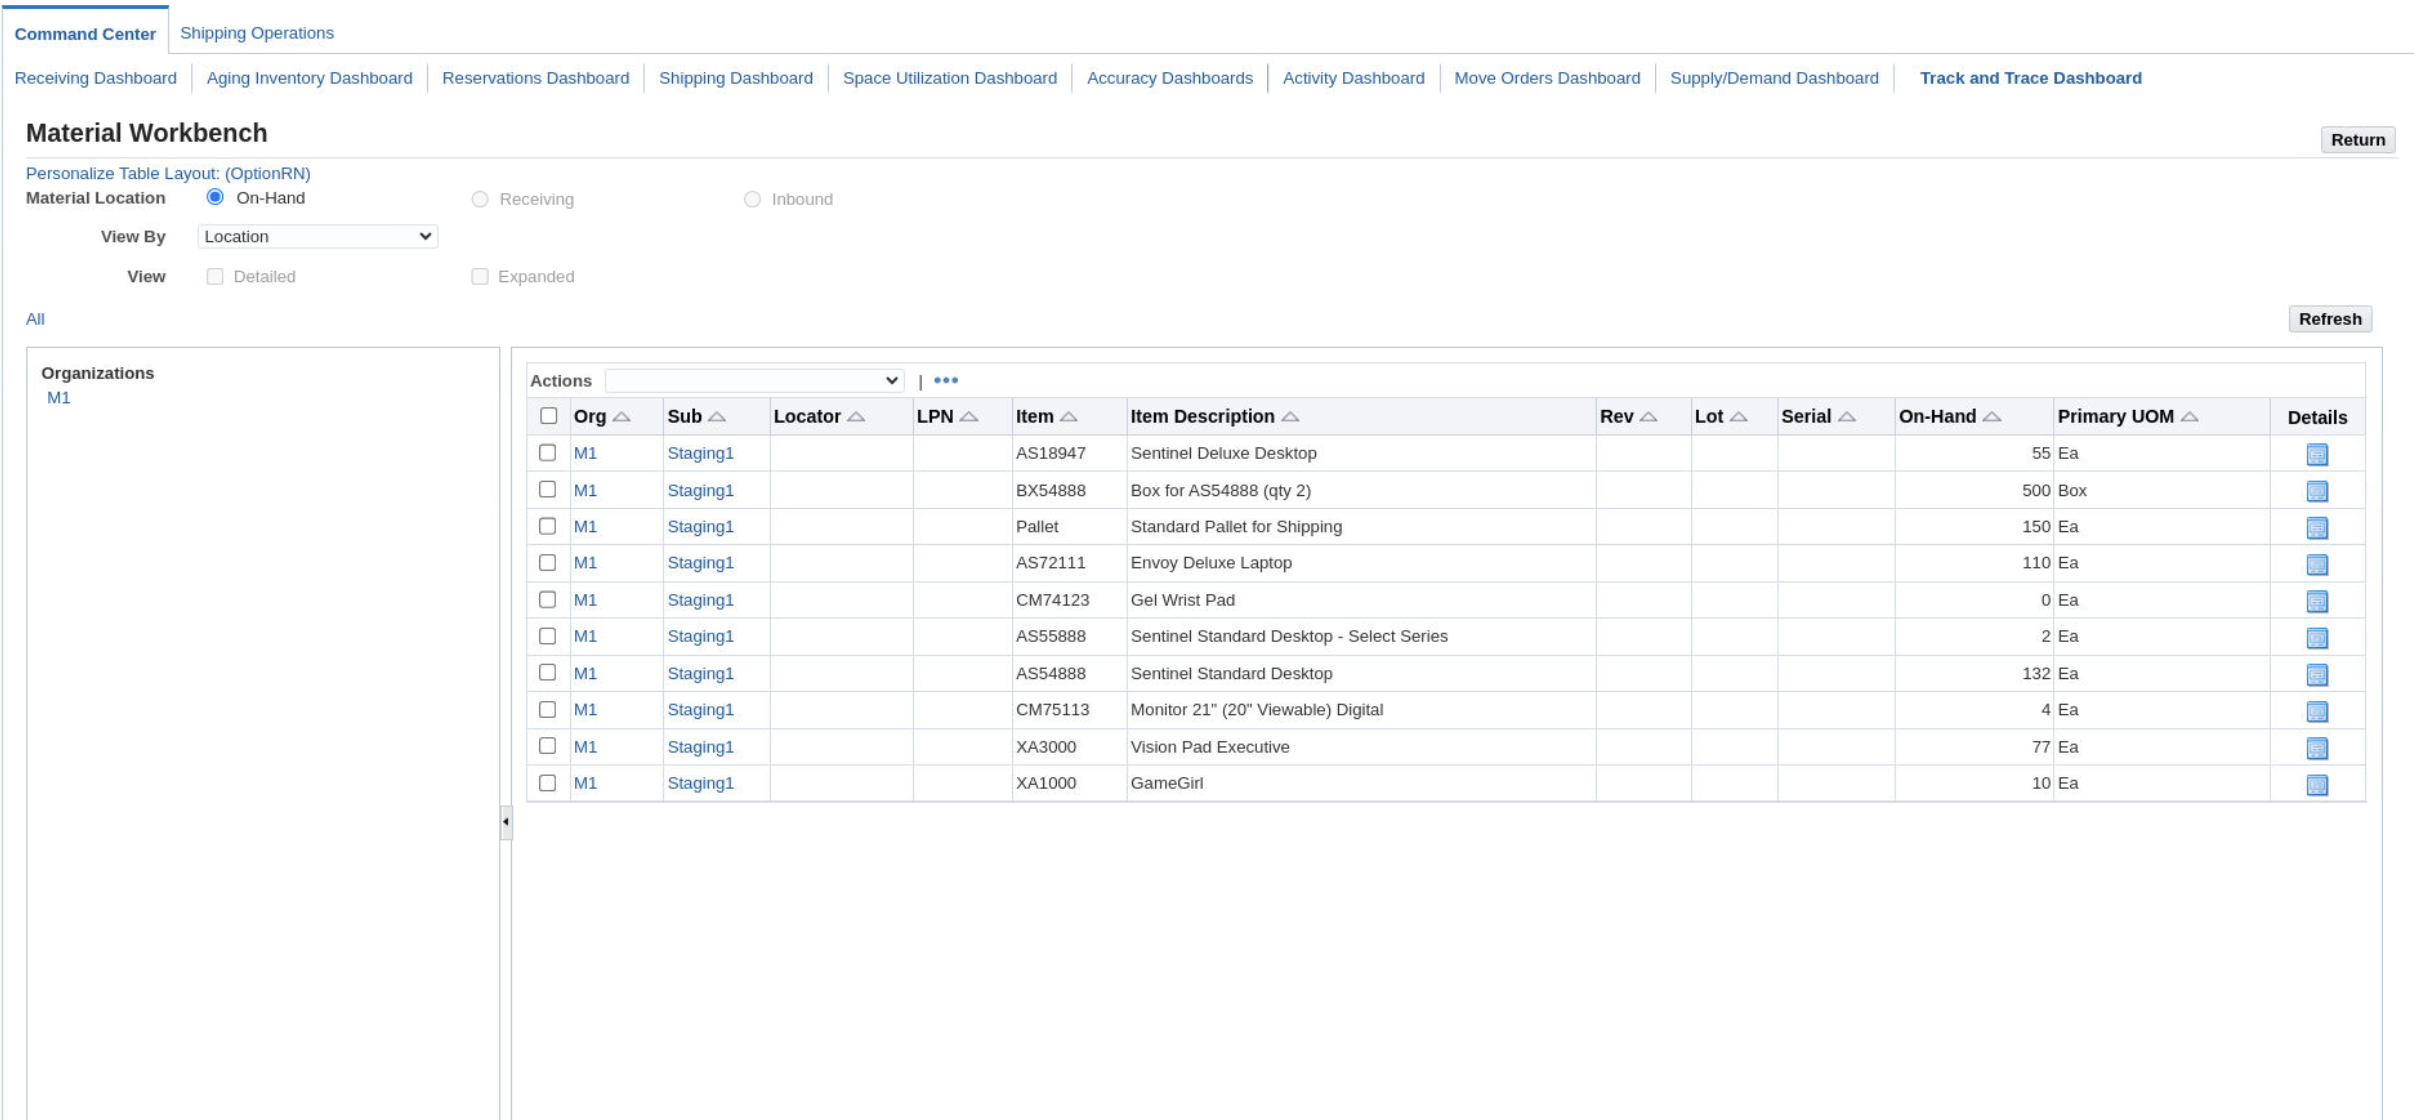 Command Center Shipping Operations
Receiving Dashboard Aging Inventory Dashboard Reservations Dashboard Shipping Dashboard Space Utilization Dashboard Accuracy Dashboards Activity Dashboard Move Orders Dashboard Supply/Demand Dashboard Track and Trace Dashboard
Material Workbench
Return
Personalize Table Layout: (OptionRN)
Material Location On-Hand Receiving Inbound
View By Location
View Detailed Expanded
All Refresh
Organizations
M1
Actions |
Org Sub Locator LPN Item Item Description Rev Lot Serial On-Hand Primary UOM Details
M1 Staging1 AS18947 Sentinel Deluxe Desktop 55 Ea
M1 Staging1 BX54888 Box for AS54888 (qty 2) 500 Box
M1 Staging1 Pallet Standard Pallet for Shipping 150 Ea
M1 Staging1 AS72111 Envoy Deluxe Laptop 110 Ea
M1 Staging1 CM74123 Gel Wrist Pad 0 Ea
M1 Staging1 AS55888 Sentinel Standard Desktop - Select Series 2 Ea
M1 Staging1 AS54888 Sentinel Standard Desktop 132 Ea
M1 Staging1 CM75113 Monitor 21" (20" Viewable) Digital 4 Ea
M1 Staging1 XA3000 Vision Pad Executive 77 Ea
M1 Staging1 XA1000 GameGirl 10 Ea